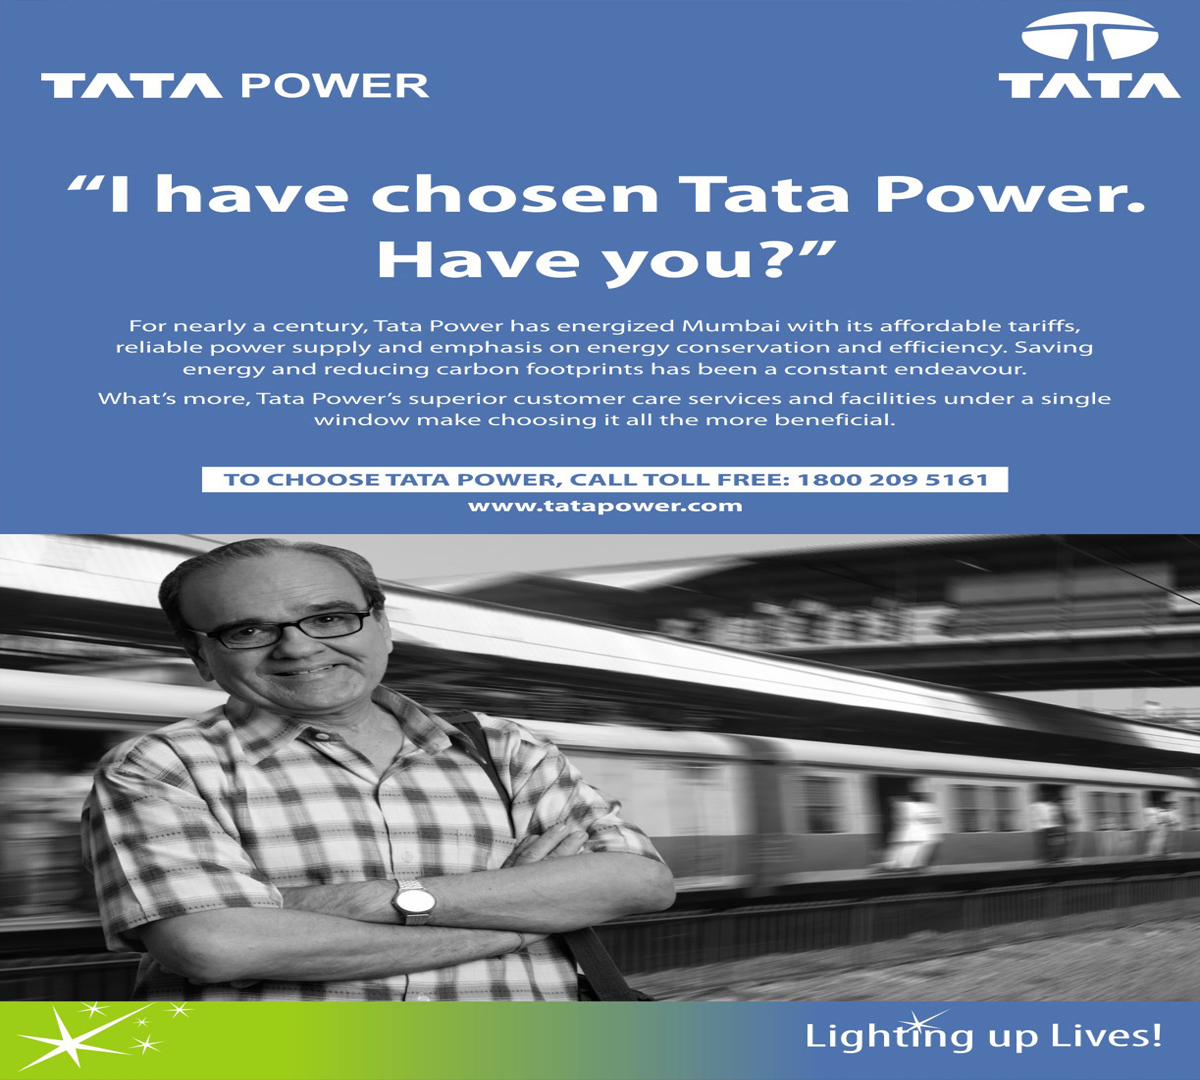 TATA POWER
TATA
“I have chosen Tata Power.
Have you?”
For nearly a century, Tata Power has energized Mumbai with its affordable tariffs,
reliable power supply and emphasis on energy conservation and efficiency. Saving
energy and reducing carbon footprints has been a constant endeavour.
What’s more, Tata Power’s superior customer care services and facilities under a single
window make choosing it all the more beneficial.
TO CHOOSE TATA POWER, CALL TOLL FREE: 1800 209 5161
www.tatapower.com
Lighting up Lives!